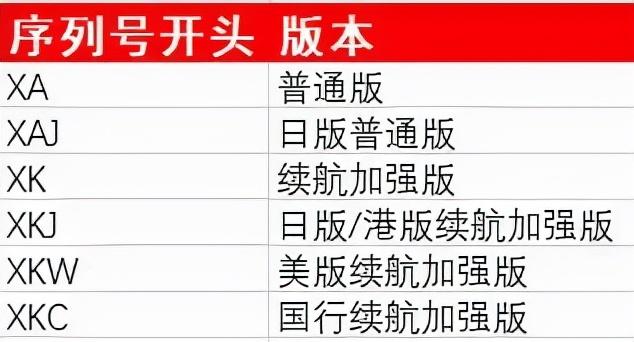 序列号开头 版本
XA 普通版
XAJ 日版普通版
XK 续航加强版
XKJ 日版/港版续航加强版
XKW 美版续航加强版
XKC 国行续航加强版